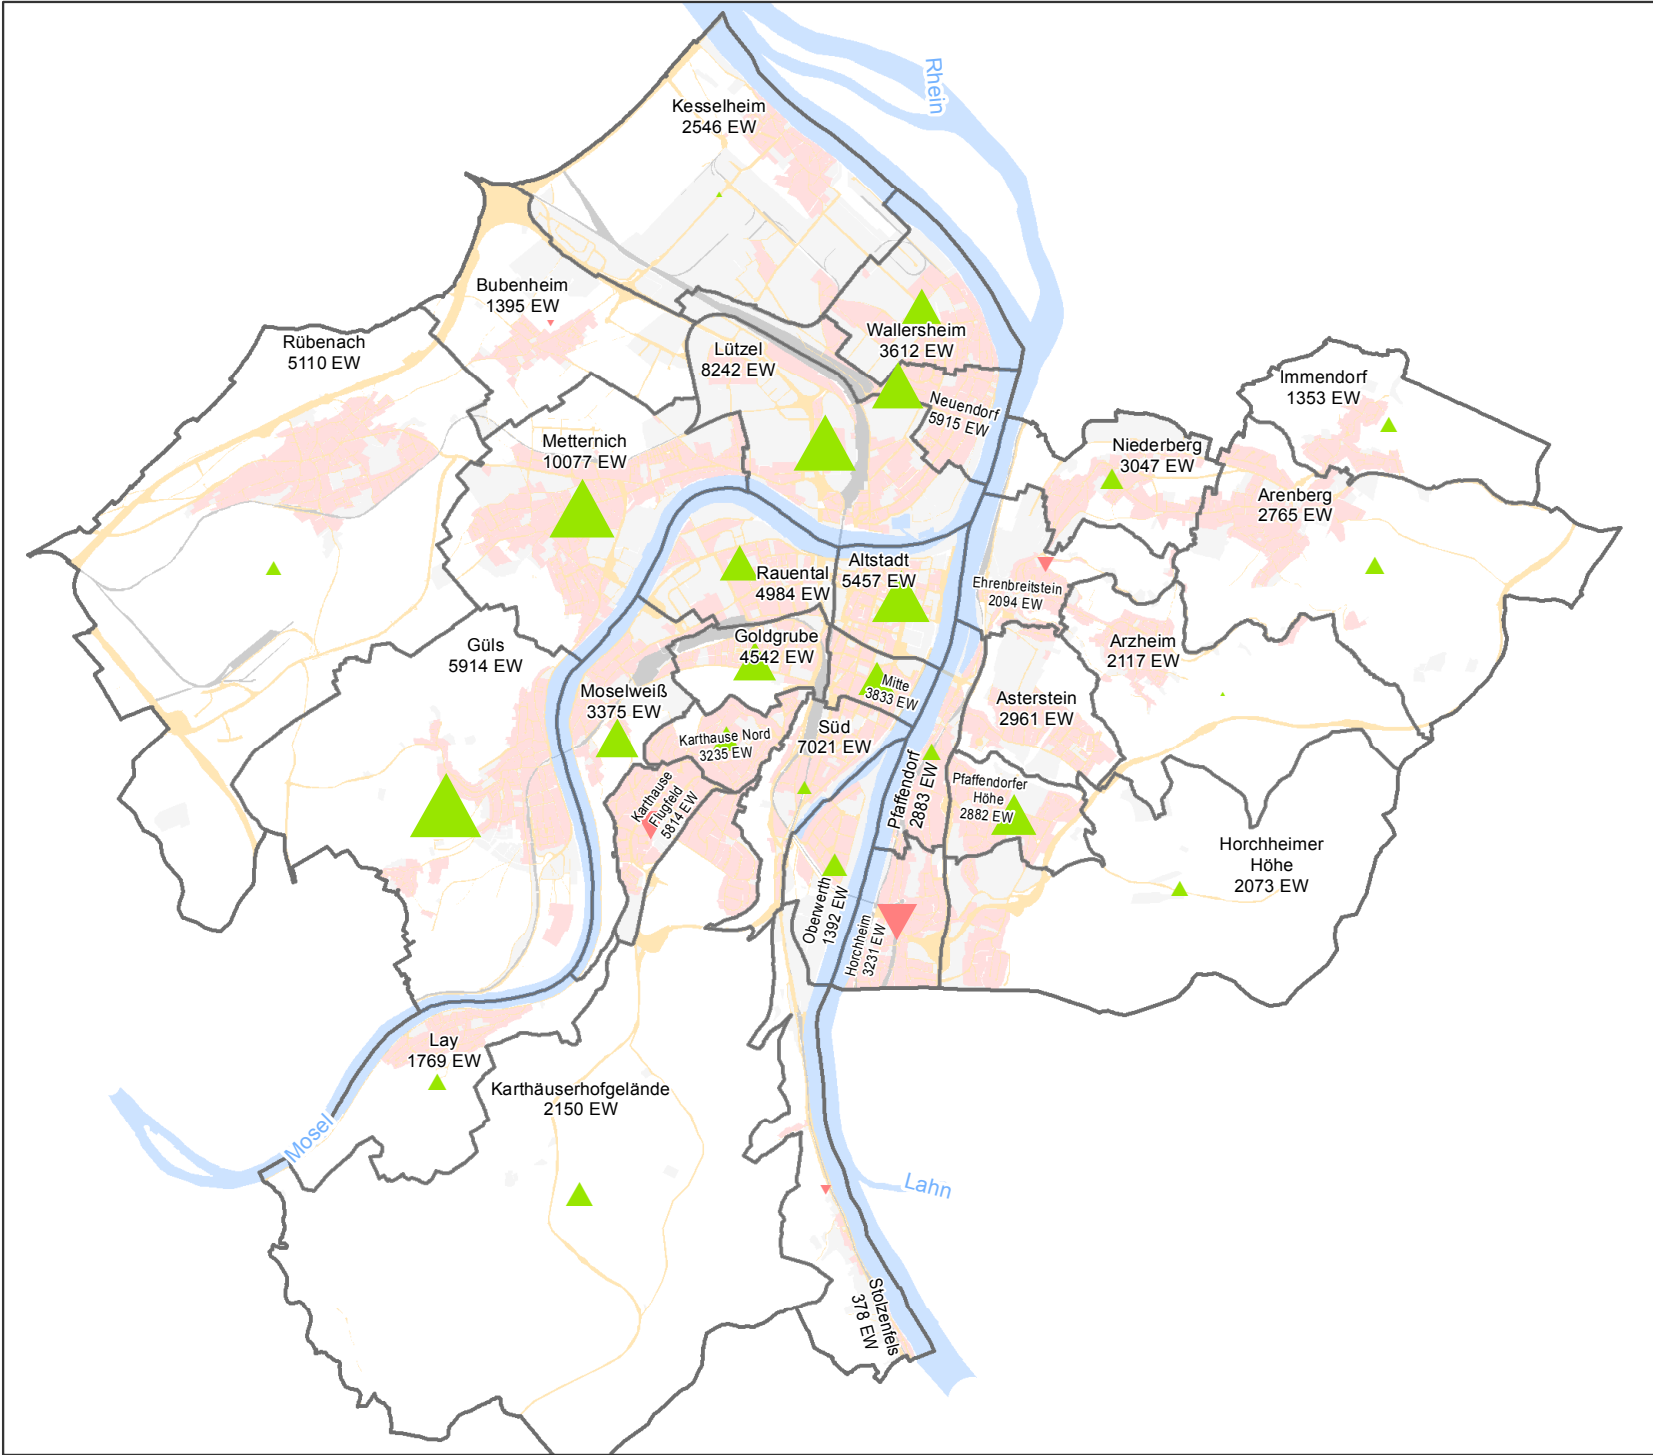 Rhein
Kesselheim
2546 EW
Bubenheim
1395 EW
Rübenach
5110 EW
Lützel
8242 EW
Wallersheim
3612 EW
Neuendorf
5915 EW
Immendorf
1353 EW
Metternich
10077 EW
Niederberg
3047 EW
Arenberg
2765 EW
Rauental
4984 EW
Altstadt
5457 EW
Ehrenbreitstein
2094 EW
Güls
5914 EW
Goldgrube
4542 EW
Arzheim
2117 EW
Moselweiß
3375 EW
Mitte
3833 EW
Asterstein
2961 EW
Karthause Nord
3235 EW
Süd
7021 EW
Karthause
Flugfeld
5814 EW
Pfaffendorf
2883 EW
Pfaffendorfer
Höhe
2882 EW
Horchheimer
Höhe
2073 EW
Oberwerth
1392 EW
Horchheim
3231 EW
Lay
1769 EW
Karthäuserhofgelände
2150 EW
Mosel
Lahn
Stolzenfels
378 EW